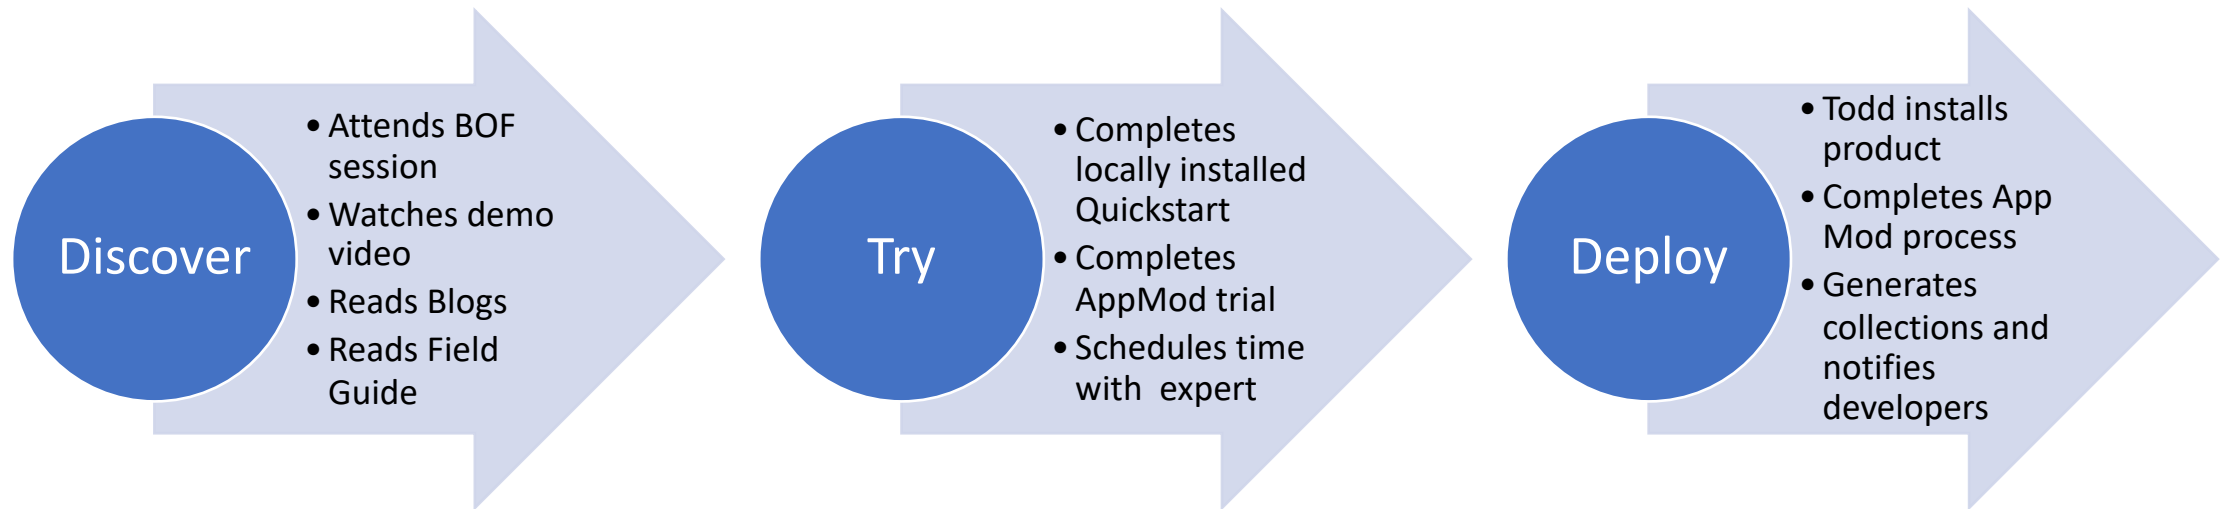 Discover
• Attends BOF
session
• Watches demo
video
• Reads Blogs
• Reads Field
Guide
Try
• Completes
locally installed
Quickstart
• Completes
AppMod trial
• Schedules time
with  expert
Deploy
• Todd installs
product
• Completes App
Mod process
• Generates
collections and
notifies
developers